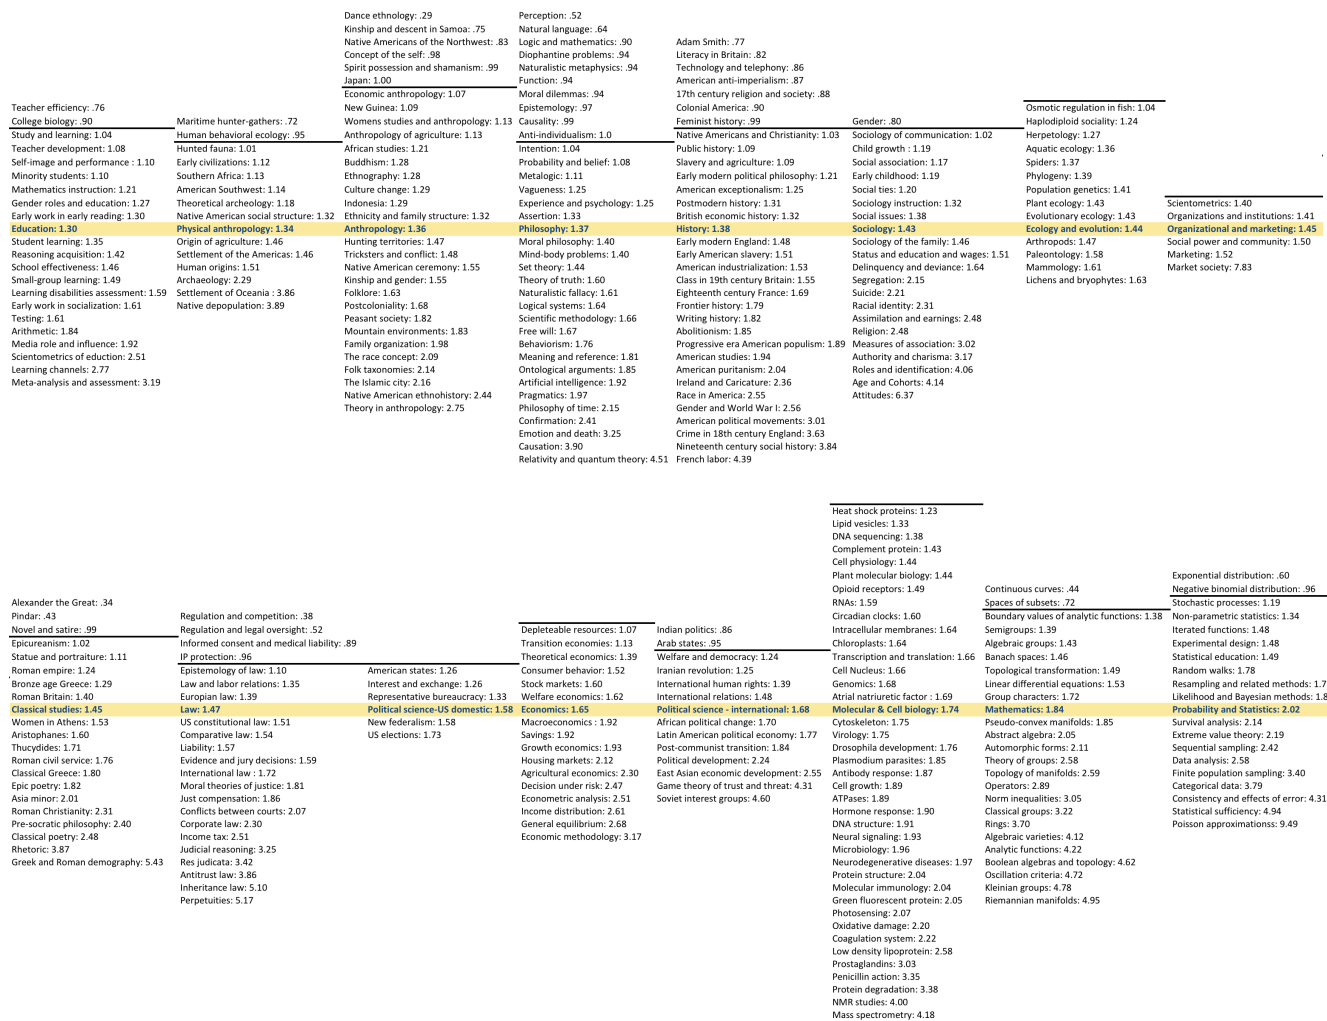 Teacher efficiency: .76
College biology: .90
Study and learning: 1.04
Teacher development: 1.08
Self-image and performance : 1.10
Minority students: 1.10
Mathematics instruction: 1.21
Gender roles and education: 1.27
Early work in early reading: 1.30
Education: 1.30
Student learning: 1.35
Reasoning acquisition: 1.42
School effectiveness: 1.46
Small-group learning: 1.49
Learning disabilities assessment: 1.59
Early work in socialization: 1.61
Testing: 1.61
Arithmetic: 1.84
Media role and influence: 1.92
Scientometrics of eduction: 2.51
Learning channels: 2.77
Meta-analysis and assessment: 3.19
Maritime hunter-gathers: .72
Human behavioral ecology: .95
Hunted fauna: 1.01
Early civilizations: 1.12
Southern Africa: 1.13
American Southwest: 1.14
Theoretical archeology: 1.18
Native American social structure: 1.32
Physical anthropology: 1.34
Origin of agriculture: 1.46
Settlement of the Americas: 1.46
Human origins: 1.51
Archaeology: 2.29
Settlement of Oceania : 3.86
Native depopulation: 3.89
Dance ethnology: .29
Kinship and descent in Samoa: .75
Native Americans of the Northwest: .83
Concept of the self: .98
Spirit possession and shamanism: .99
Japan: 1.00
Economic anthropology: 1.07
New Guinea: 1.09
Womens studies and anthropology: 1.13
Anthropology of agriculture: 1.13
African studies: 1.21
Buddhism: 1.28
Ethnography: 1.28
Culture change: 1.29
Indonesia: 1.29
Ethnicity and family structure: 1.32
Anthropology: 1.36
Hunting territories: 1.47
Tricksters and conflict: 1.48
Native American ceremony: 1.55
Kinship and gender: 1.55
Folklore: 1.63
Postcoloniality: 1.68
Peasant society: 1.82
Mountain environments: 1.83
Family organization: 1.98
The race concept: 2.09
Folk taxonomies: 2.14
The Islamic city: 2.16
Native American ethnohistory: 2.44
Theory in anthropology: 2.75
Perception: .52
Natural language: .64
Logic and mathematics: .90
Diophantine problems: .94
Naturalistic metaphysics: .94
Function: .94
Moral dilemmas: .94
Epistemology: .97
Causality: .99
Anti-individualism: 1.0
Intention: 1.04
Probability and belief: 1.08
Metalogic: 1.11
Vagueness: 1.25
Experience and psychology: 1.25
Assertion: 1.33
Philosophy: 1.37
Moral philosophy: 1.40
Mind-body problems: 1.40
Set theory: 1.44
Theory of truth: 1.60
Naturalistic fallacy: 1.61
Logical systems: 1.64
Scientific methodology: 1.66
Free will: 1.67
Behaviorism: 1.76
Meaning and reference: 1.81
Ontological arguments: 1.85
Artificial intelligence: 1.92
Pragmatics: 1.97
Philosophy of time: 2.15
Confirmation: 2.41
Emotion and death: 3.25
Causation: 3.90
Relativity and quantum theory: 4.51
Adam Smith: .77
Literacy in Britain: .82
Technology and telephony: .86
American anti-imperialism: .87
17th century religion and society: .88
Colonial America: .90
Feminist history: .99
Native Americans and Christianity: 1.03
Public history: 1.09
Slavery and agriculture: 1.09
Early modern political philosophy: 1.21
American exceptionalism: 1.25
Postmodern history: 1.31
British economic history: 1.32
History: 1.38
Early modern England: 1.48
Early American slavery: 1.51
American industrialization: 1.53
Class in 19th century Britain: 1.55
Eighteenth century France: 1.69
Frontier history: 1.79
Writing history: 1.82
Abolitionism: 1.85
Progressive era American populism: 1.89
American studies: 1.94
American puritanism: 2.04
Ireland and Caricature: 2.36
Race in America: 2.55
Gender and World War I: 2.56
American political movements: 3.01
Crime in 18th century England: 3.63
Nineteenth century social history: 3.84
French labor: 4.39
Gender: .80
Sociology of communication: 1.02
Child growth : 1.19
Social association: 1.17
Early childhood: 1.19
Social ties: 1.20
Sociology instruction: 1.32
Social issues: 1.38
Sociology: 1.43
Sociology of the family: 1.46
Status and education and wages: 1.51
Delinquency and deviance: 1.64
Segregation: 2.15
Suicide: 2.21
Racial identity: 2.31
Assimilation and earnings: 2.48
Religion: 2.48
Measures of association: 3.02
Authority and charisma: 3.17
Roles and identification: 4.06
Age and Cohorts: 4.14
Attitudes: 6.37
Osmotic regulation in fish: 1.04
Haplodiploid sociality: 1.24
Herpetology: 1.27
Aquatic ecology: 1.36
Spiders: 1.37
Phylogeny: 1.39
Population genetics: 1.41
Plant ecology: 1.43
Evolutionary ecology: 1.43
Ecology and evolution: 1.44
Arthropods: 1.47
Paleontology: 1.58
Mammology: 1.61
Lichens and bryophytes: 1.63
Scientometrics: 1.40
Organizations and institutions: 1.41
Organizational and marketing: 1.45
Social power and community: 1.50
Marketing: 1.52
Market society: 7.83
Alexander the Great: .34
Pindar: .43
Novel and satire: .99
Epicureanism: 1.02
Statue and portraiture: 1.11
Roman empire: 1.24
Bronze age Greece: 1.29
Roman Britain: 1.40
Classical studies: 1.45
Women in Athens: 1.53
Aristophanes: 1.60
Thucydides: 1.71
Roman civil service: 1.76
Classical Greece: 1.80
Epic poetry: 1.82
Asia minor: 2.01
Roman Christianity: 2.31
Pre-socratic philosophy: 2.40
Classical poetry: 2.48
Rhetoric: 3.87
Greek and Roman demography: 5.43
Regulation and competition: .38
Regulation and legal oversight: .52
Informed consent and medical liability: .89
IP protection: .96
Epistemology of law: 1.10
Law and labor relations: 1.35
Europian law: 1.39
Law: 1.47
US constitutional law: 1.51
Comparative law: 1.54
Liability: 1.57
Evidence and jury decisions: 1.59
International law : 1.72
Moral theories of justice: 1.81
Just compensation: 1.86
Conflicts between courts: 2.07
Corporate law: 2.30
Income tax: 2.51
Judicial reasoning: 3.25
Res judicata: 3.42
Antitrust law: 3.86
Inheritance law: 5.10
Perpetuities: 5.17
American states: 1.26
Interest and exchange: 1.26
Representative bureaucracy: 1.33
Political science-US domestic: 1.58
New federalism: 1.58
US elections: 1.73
Depleteable resources: 1.07
Transition economies: 1.13
Theoretical economics: 1.39
Consumer behavior: 1.52
Stock markets: 1.60
Welfare economics: 1.62
Economics: 1.65
Macroeconomics : 1.92
Savings: 1.92
Growth economics: 1.93
Housing markets: 2.12
Agricultural economics: 2.30
Decision under risk: 2.47
Econometric analysis: 2.51
Income distribution: 2.61
General equilibrium: 2.68
Economic methodology: 3.17
Indian politics: .86
Arab states: .95
Welfare and democracy: 1.24
Iranian revolution: 1.25
International human rights: 1.39
International relations: 1.48
Political science - international: 1.68
African political change: 1.70
Latin American political economy: 1.77
Post-communist transition: 1.84
Political development: 2.24
East Asian economic development: 2.55
Game theory of trust and threat: 4.31
Soviet interest groups: 4.60
Heat shock proteins: 1.23
Lipid vesicles: 1.33
DNA sequencing: 1.38
Complement protein: 1.43
Cell physiology: 1.44
Plant molecular biology: 1.44
Opioid receptors: 1.49
RNAs: 1.59
Circadian clocks: 1.60
Intracellular membranes: 1.64
Chloroplasts: 1.64
Transcription and translation: 1.66
Cell Nucleus: 1.66
Genomics: 1.68
Atrial natriuretic factor : 1.69
Molecular & Cell biology: 1.74
Cytoskeleton: 1.75
Virology: 1.75
Drosophila development: 1.76
Plasmodium parasites: 1.85
Antibody response: 1.87
Cell growth: 1.89
ATPases: 1.89
Hormone response: 1.90
DNA structure: 1.91
Neural signaling: 1.93
Microbiology: 1.96
Neurodegenerative diseases: 1.97
Protein structure: 2.04
Molecular immunology: 2.04
Green fluorescent protein: 2.05
Photosensing: 2.07
Oxidative damage: 2.20
Coagulation system: 2.22
Low density lipoprotein: 2.58
Prostaglandins: 3.03
Penicillin action: 3.35
Protein degradation: 3.38
NMR studies: 4.00
Mass spectrometry: 4.18
Continuous curves: .44
Spaces of subsets: .72
Boundary values of analytic functions: 1.38
Semigroups: 1.39
Algebraic groups: 1.43
Banach spaces: 1.46
Topological transformation: 1.49
Linear differential equations: 1.53
Group characters: 1.72
Mathematics: 1.84
Pseudo-convex manifolds: 1.85
Abstract algebra: 2.05
Automorphic forms: 2.11
Theory of groups: 2.58
Topology of manifolds: 2.59
Operators: 2.89
Norm inequalities: 3.05
Classical groups: 3.22
Rings: 3.70
Algebraic varieties: 4.12
Analytic functions: 4.22
Boolean algebras and topology: 4.62
Oscillation criteria: 4.72
Kleinian groups: 4.78
Riemannian manifolds: 4.95
Exponential distribution: .60
Negative binomial distribution: .96
Stochastic processes: 1.19
Non-parametric statistics: 1.34
Iterated functions: 1.48
Experimental design: 1.48
Statistical education: 1.49
Random walks: 1.78
Resampling and related methods: 1.7
Likelihood and Bayesian methods: 1.8
Probability and Statistics: 2.02
Survival analysis: 2.14
Extreme value theory: 2.19
Sequential sampling: 2.42
Data analysis: 2.58
Finite population sampling: 3.40
Categorical data: 3.79
Consistency and effects of error: 4.31
Statistical sufficiency: 4.94
Poisson approximationss: 9.49